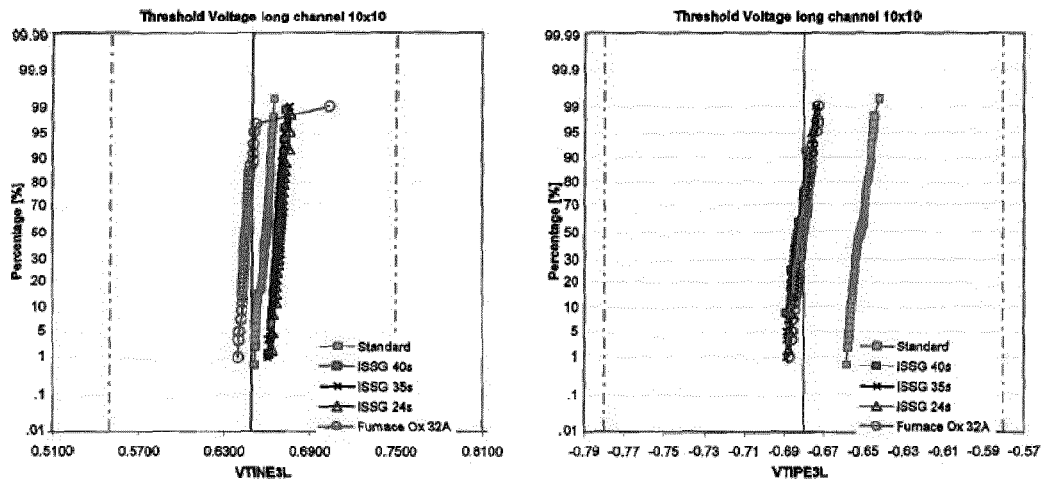 Threshold Voltage long channel 10x10
Percentage [%]
99.99
99.9
99
95
90
80
70
50
30
20
10
5
1
.1
.01
Standard
ISSG 40s
ISSG 35s
ISSG 24s
Furnace Ox 32A
0.5100 0.5700 0.6300 0.6900 0.7500 0.8100
VTINE3L
Threshold Voltage long channel 10x10
Percentage [%]
99.99
99.9
99
95
90
80
70
50
30
20
10
5
1
.1
.01
Standard
ISSG 40s
ISSG 35s
ISSG 24s
Furnace Ox 32A
-0.79 -0.77 -0.75 -0.73 -0.71 -0.69 -0.67 -0.65 -0.63 -0.61 -0.59 -0.57
VTIPE3L